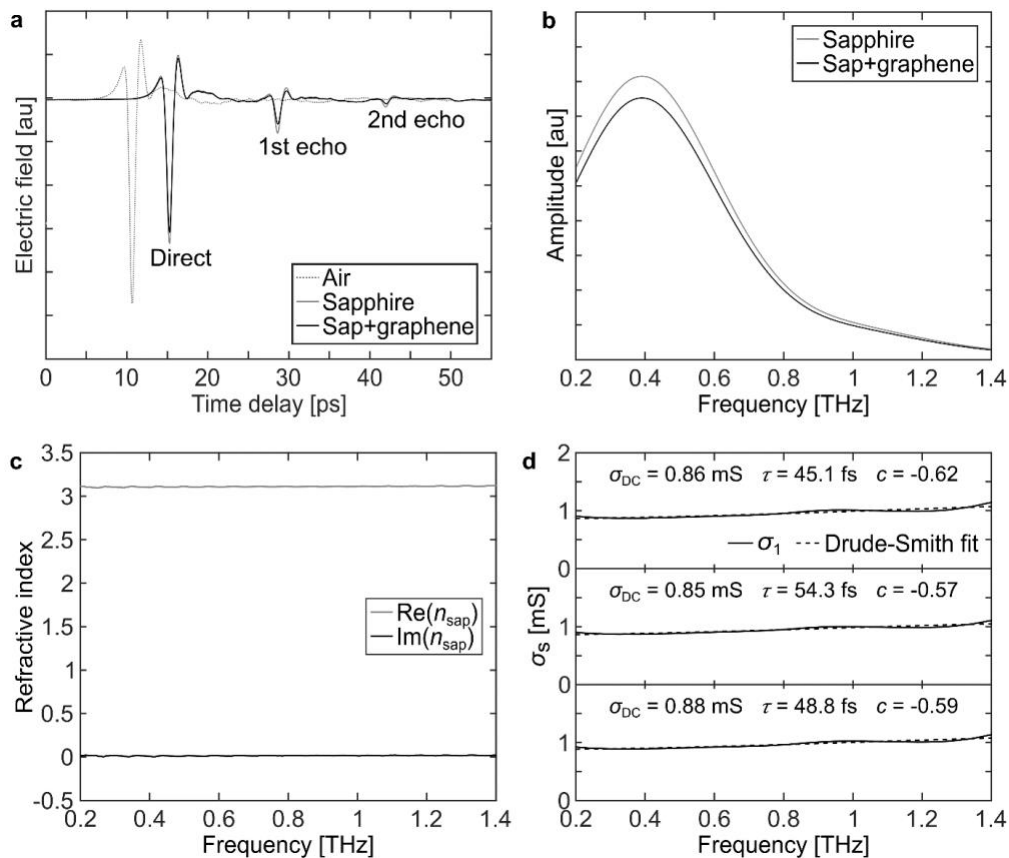 a
Electric field [au]
Direct
1st echo
2nd echo
Air
Sapphire
Sap+graphene
0 10 20 30 40 50
Time delay [ps]
b
Amplitude [au]
Sapphire
Sap+graphene
0.2 0.4 0.6 0.8 1 1.2 1.4
Frequency [THz]
c
Refractive index
3.5
3
2.5
2
1.5
1
0.5
0
-0.5
Re(nsap)
Im(nsap)
0.2 0.4 0.6 0.8 1 1.2 1.4
Frequency [THz]
d
σs [mS]
2
σDC = 0.86 mS τ = 45.1 fs c = -0.62
1
σ1 Drude-Smith fit
0
2
σDC = 0.85 mS τ = 54.3 fs c = -0.57
1
0
σDC = 0.88 mS τ = 48.8 fs c = -0.59
1
0
0.2 0.4 0.6 0.8 1 1.2 1.4
Frequency [THz]